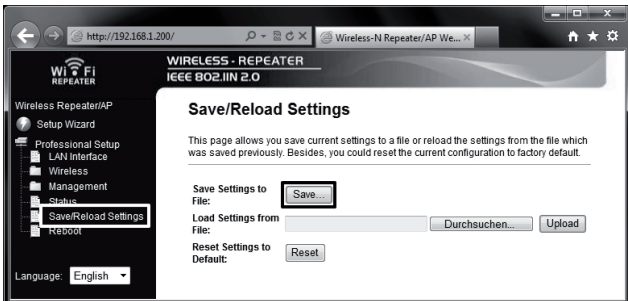 http://192.168.1.200/
Wireless-N Repeater/AP We...
Wi Fi
REPEATER
WIRELESS - REPEATER
IEEE 802.11N 2.0
Wireless Repeater/AP
Setup Wizard
Professional Setup
LAN Interface
Wireless
Management
Status
Save/Reload Settings
Reboot
Language: English
Save/Reload Settings
This page allows you save current settings to a file or reload the settings from the file which
was saved previously. Besides, you could reset the current configuration to factory default.
Save Settings to
File:
Save...
Load Settings from
File:
Durchsuchen...
Upload
Reset Settings to
Default:
Reset